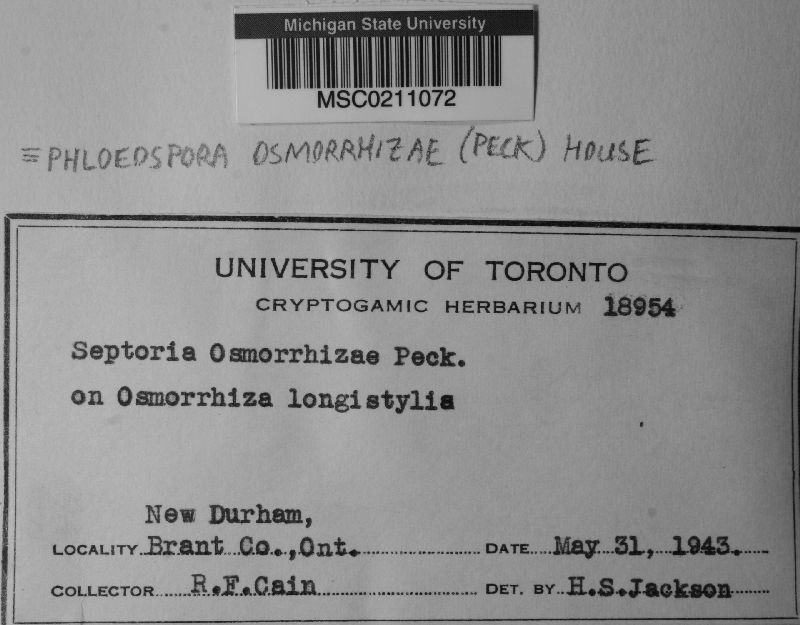 Michigan State University
MSC0211072
≡ PHLOEOSPORA OSMORRHIZAE (PECK) HOUSE
UNIVERSITY OF TORONTO
CRYPTOGAMIC HERBARIUM 18954
Septoria Osmorrhizae Peck.
on Osmorrhiza longistylia
New Durham,
LOCALITY Brant Co.,Ont. DATE May 31, 1943.
COLLECTOR R.F.Cain DET. BY H.S.Jackson